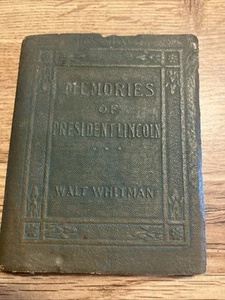 MEMORIES
OF
PRESIDENT LINCOLN
WALT WHITMAN